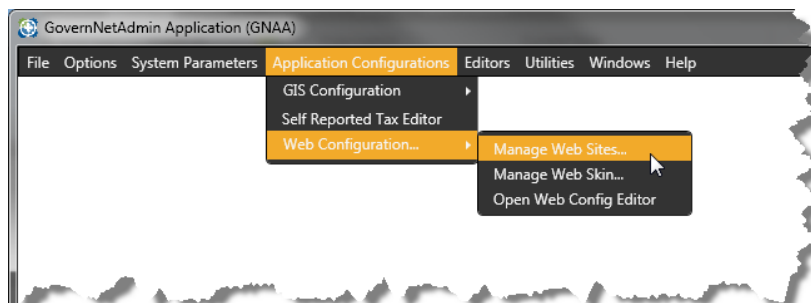 GovernNetAdmin Application (GNAA)
File Options System Parameters Application Configurations Editors Utilities Windows Help
GIS Configuration
Self Reported Tax Editor
Web Configuration... Manage Web Sites...
Manage Web Skin...
Open Web Config Editor